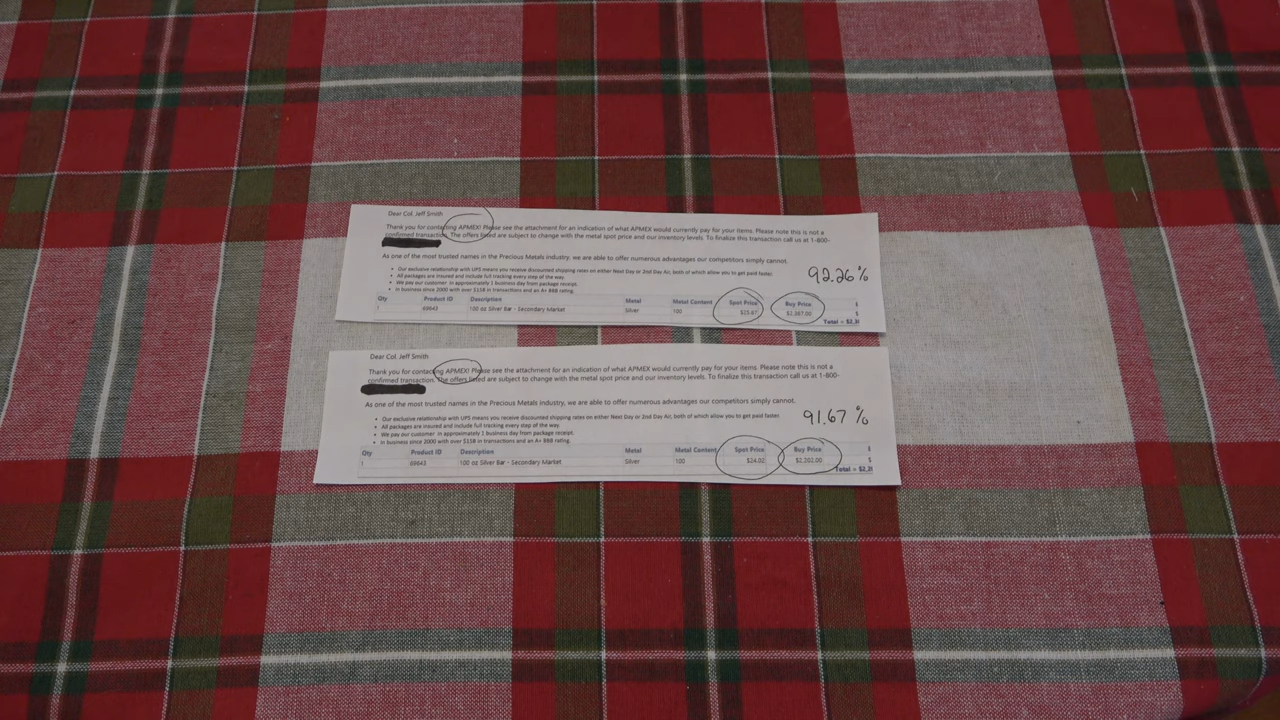 Dear Col. Jeff Smith
Thank you for contacting APMEX! Please see the attachment for an indication of what APMEX would currently pay for your items. Please note this is not a
confirmed transaction. The offers listed are subject to change with the metal spot price and our inventory levels. To finalize this transaction call us at 1-800-
As one of the most trusted names in the Precious Metals industry, we are able to offer numerous advantages our competitors simply cannot.
• Our exclusive relationship with UPS means you receive discounted shipping rates on either Next Day or 2nd Day Air, both of which allow you to get paid faster.
92.26%
• All packages are insured and include full tracking every step of the way.
• We pay our customer in approximately 1 business day from package receipt.
• In business since 2000 with over $15B in transactions and an A+ BBB rating.
Qty Product ID Description Metal Metal Content Spot Price Buy Price $
1 69643 100 oz Silver Bar - Secondary Market Silver 100 $25.87 $2,387.00 $
Total =
Dear Col. Jeff Smith
Thank you for contacting APMEX! Please see the attachment for an indication of what APMEX would currently pay for your items. Please note this is not a
confirmed transaction. The offers listed are subject to change with the metal spot price and our inventory levels. To finalize this transaction call us at 1-800-
As one of the most trusted names in the Precious Metals industry, we are able to offer numerous advantages our competitors simply cannot.
• Our exclusive relationship with UPS means you receive discounted shipping rates on either Next Day or 2nd Day Air, both of which allow you to get paid faster.
91.67%
• All packages are insured and include full tracking every step of the way.
• We pay our customer in approximately 1 business day from package receipt.
• In business since 2000 with over $15B in transactions and an A+ BBB rating.
Qty Product ID Description Metal Metal Content Spot Price Buy Price $
1 69643 100 oz Silver Bar - Secondary Market Silver 100 $24.02 $2,202.00 $
Total = $2,2